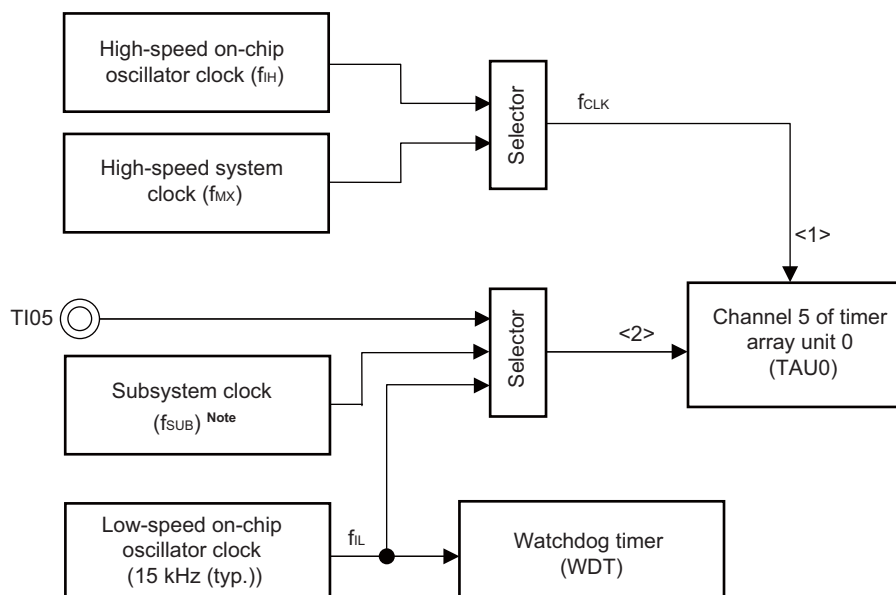 High-speed on-chip
oscillator clock (fIH)
Selector
fCLK
High-speed system
clock (fMX)
<1>
TI05
Selector
<2>
Channel 5 of timer
array unit 0
(TAU0)
Subsystem clock
(fSUB) Note
Low-speed on-chip
oscillator clock
(15 kHz (typ.))
fIL
Watchdog timer
(WDT)